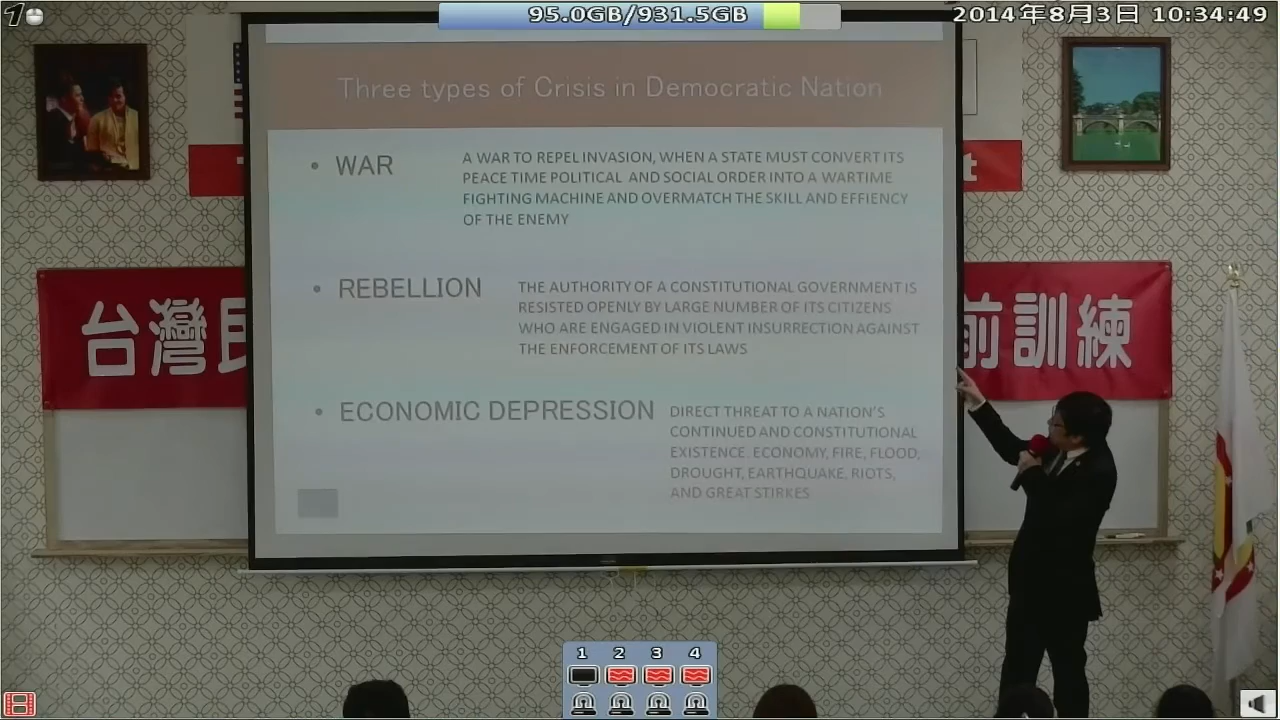 1
95.0GB/931.5GB
2014年8月3日 10:34:49
Three types of Crisis in Democratic Nation
• WAR
A WAR TO REPEL INVASION, WHEN A STATE MUST CONVERT ITS
PEACE TIME POLITICAL AND SOCIAL ORDER INTO A WARTIME
FIGHTING MACHINE AND OVERMATCH THE SKILL AND EFFIENCY
OF THE ENEMY
t
• REBELLION
THE AUTHORITY OF A CONSTITUTIONAL GOVERNMENT IS
RESISTED OPENLY BY LARGE NUMBER OF ITS CITIZENS
WHO ARE ENGAGED IN VIOLENT INSURRECTION AGAINST
THE ENFORCEMENT OF ITS LAWS
台灣民
前訓練
• ECONOMIC DEPRESSION
DIRECT THREAT TO A NATION'S
CONTINUED AND CONSTITUTIONAL
EXISTENCE. ECONOMY, FIRE, FLOOD,
DROUGHT, EARTHQUAKE, RIOTS,
AND GREAT STIRKES
1 2 3 4